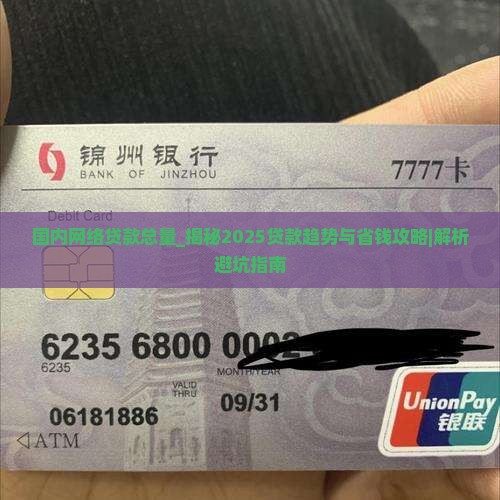 锦州银行
BANK OF JINZHOU
7777卡
Debit Card
国内网络贷款总量_揭秘2025贷款趋势与省钱攻略|解析
避坑指南
6235 6800 0002
6235
MONTH/YEAR
VALID
THRU
09/31
06181886
ATM
UnionPay
银联